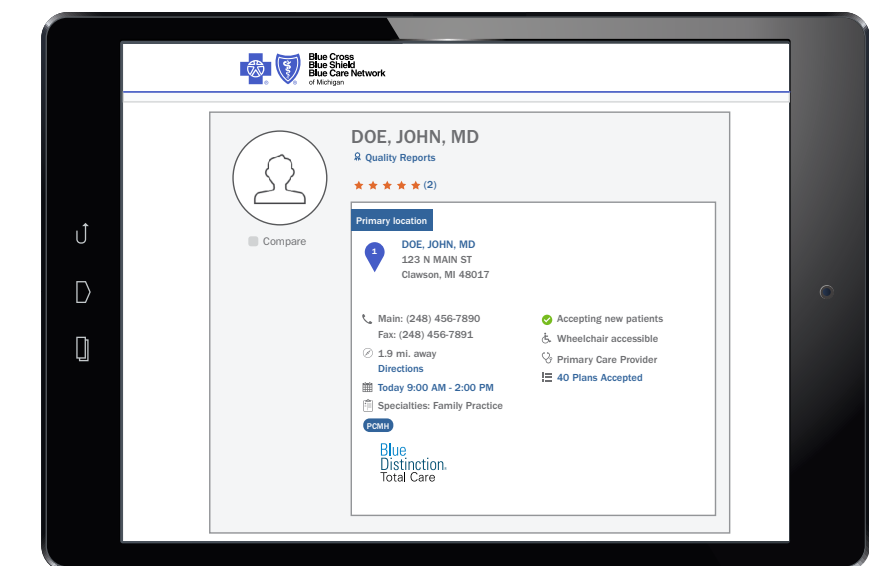 Blue Cross
Blue Shield
Blue Care Network
of Michigan
DOE, JOHN, MD
Quality Reports
(2)
Compare
Primary location
1
DOE, JOHN, MD
123 N MAIN ST
Clawson, MI 48017
Main: (248) 456-7890
Fax: (248) 456-7891
1.9 mi. away
Directions
Today 9:00 AM - 2:00 PM
Specialties: Family Practice
PCMH
Blue
Distinction®
Total Care
Accepting new patients
Wheelchair accessible
Primary Care Provider
40 Plans Accepted